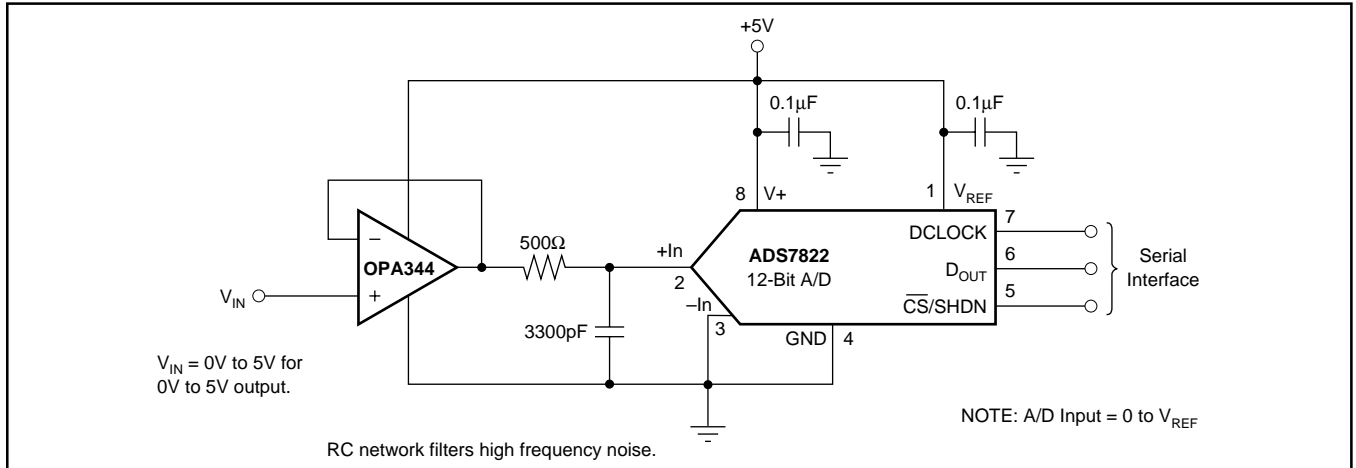 +5V
0.1μF
0.1μF
8
V+
1
V_REF
7
DCLOCK
–
OPA344
+
500Ω
+In
2
ADS7822
12-Bit A/D
6
D_OUT
Serial
Interface
V_IN
–In
3
5
C̅S̅/SHDN
3300pF
GND
4
V_IN = 0V to 5V for
0V to 5V output.
NOTE: A/D Input = 0 to V_REF
RC network filters high frequency noise.